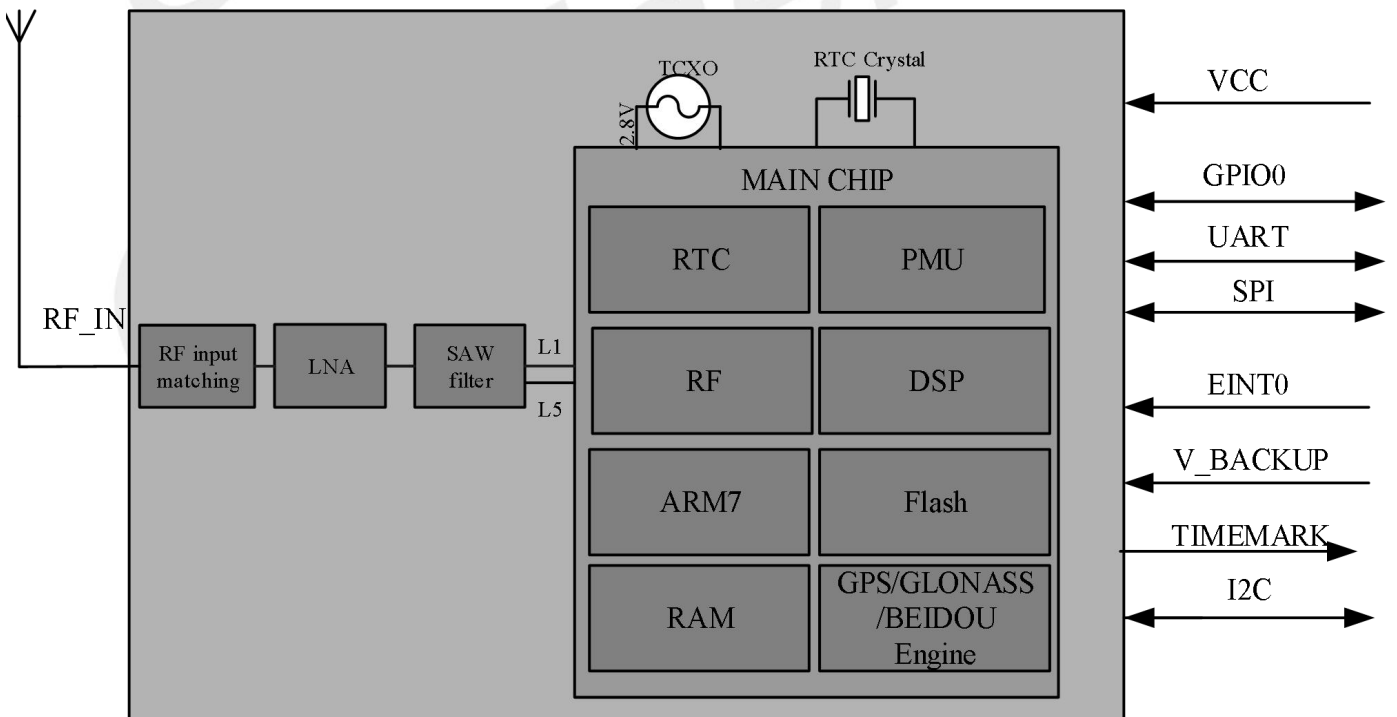 TCXO
2.8V
RTC Crystal
VCC
MAIN CHIP
GPIO0
RTC
PMU
UART
SPI
RF_IN
RF input
matching
LNA
SAW
filter
L1
L5
RF
DSP
EINT0
V_BACKUP
ARM7
Flash
TIMEMARK
RAM
GPS/GLONASS
/BEIDOU
Engine
I2C